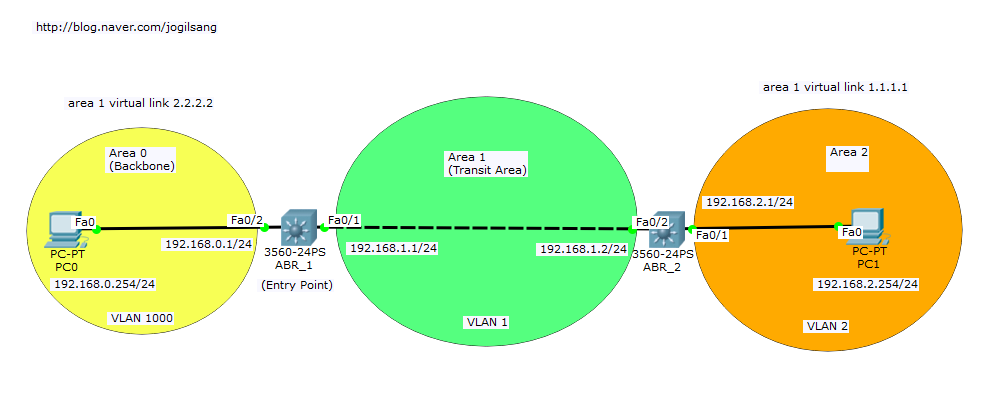 http://blog.naver.com/jogilsang
area 1 virtual link 2.2.2.2
area 1 virtual link 1.1.1.1
Area 0
(Backbone)
Area 1
(Transit Area)
Area 2
Fa0
Fa0/2
Fa0/1
Fa0/2
Fa0/1
Fa0
192.168.2.1/24
192.168.0.1/24
192.168.1.1/24
192.168.1.2/24
PC-PT
PC0
3560-24PS
ABR_1
(Entry Point)
3560-24PS
ABR_2
PC-PT
PC1
192.168.0.254/24
192.168.2.254/24
VLAN 1000
VLAN 1
VLAN 2